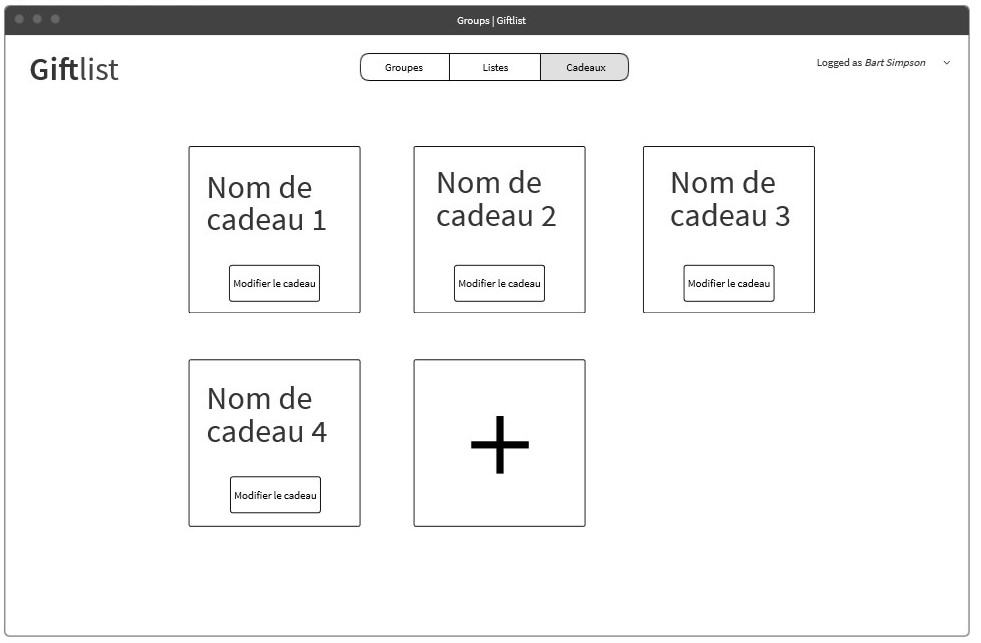 Groups | Giftlist
Giftlist
Groupes
Listes
Cadeaux
Logged as Bart Simpson
Nom de
cadeau 1
Modifier le cadeau
Nom de
cadeau 2
Modifier le cadeau
Nom de
cadeau 3
Modifier le cadeau
Nom de
cadeau 4
Modifier le cadeau